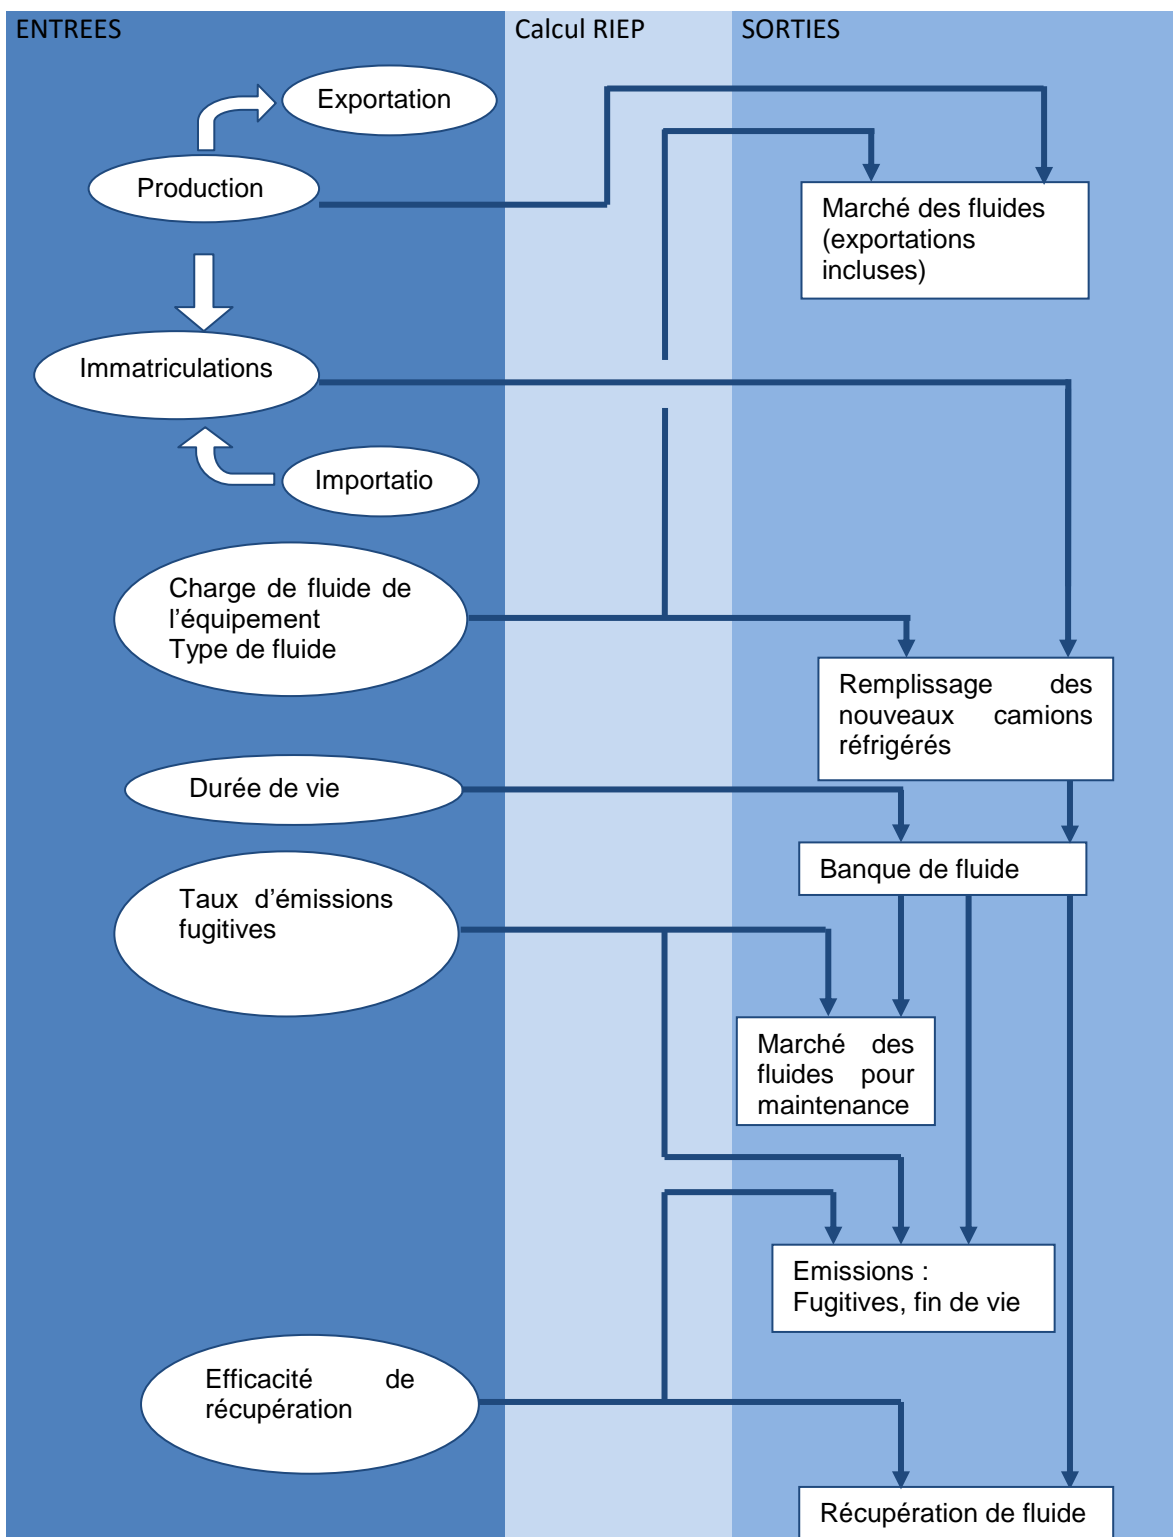 ENTREES
Calcul RIEP
SORTIES
Exportation
Production
Marché des fluides
(exportations
incluses)
Immatriculations
Importatio
Charge de fluide de
l'équipement
Type de fluide
Remplissage des
nouveaux camions
réfrigérés
Durée de vie
Banque de fluide
Taux d'émissions
fugitives
Marché des
fluides pour
maintenance
Emissions :
Fugitives, fin de vie
Efficacité de
récupération
Récupération de fluide